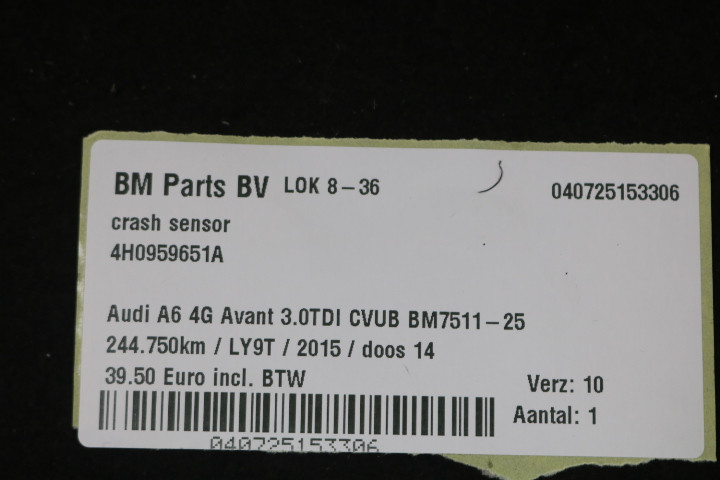 BM Parts BV LOK 8-36 040725153306
crash sensor
4H0959651A
Audi A6 4G Avant 3.0TDI CVUB BM7511-25
244.750km / LY9T / 2015 / doos 14
39.50 Euro incl. BTW
Verz: 10
Aantal: 1
040725153306